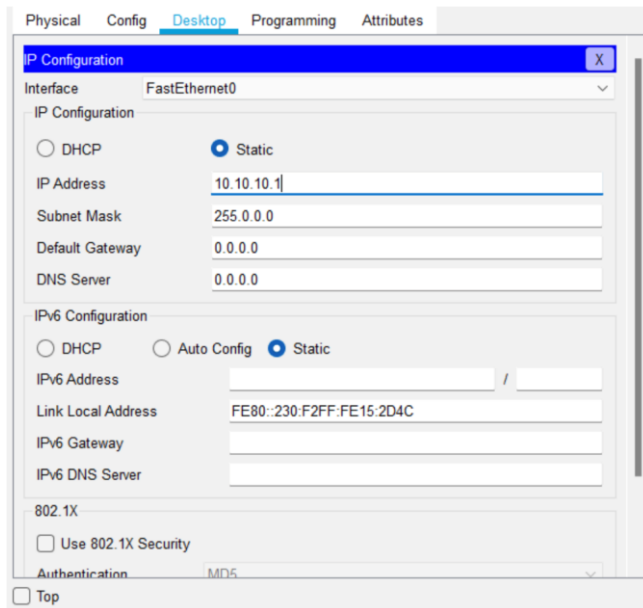 Physical Config Desktop Programming Attributes
IP Configuration X
Interface FastEthernet0
IP Configuration
DHCP Static
IP Address 10.10.10.1
Subnet Mask 255.0.0.0
Default Gateway 0.0.0.0
DNS Server 0.0.0.0
IPv6 Configuration
DHCP Auto Config Static
IPv6 Address /
Link Local Address FE80::230:F2FF:FE15:2D4C
IPv6 Gateway
IPv6 DNS Server
802.1X
Use 802.1X Security
Authentication MD5
Top